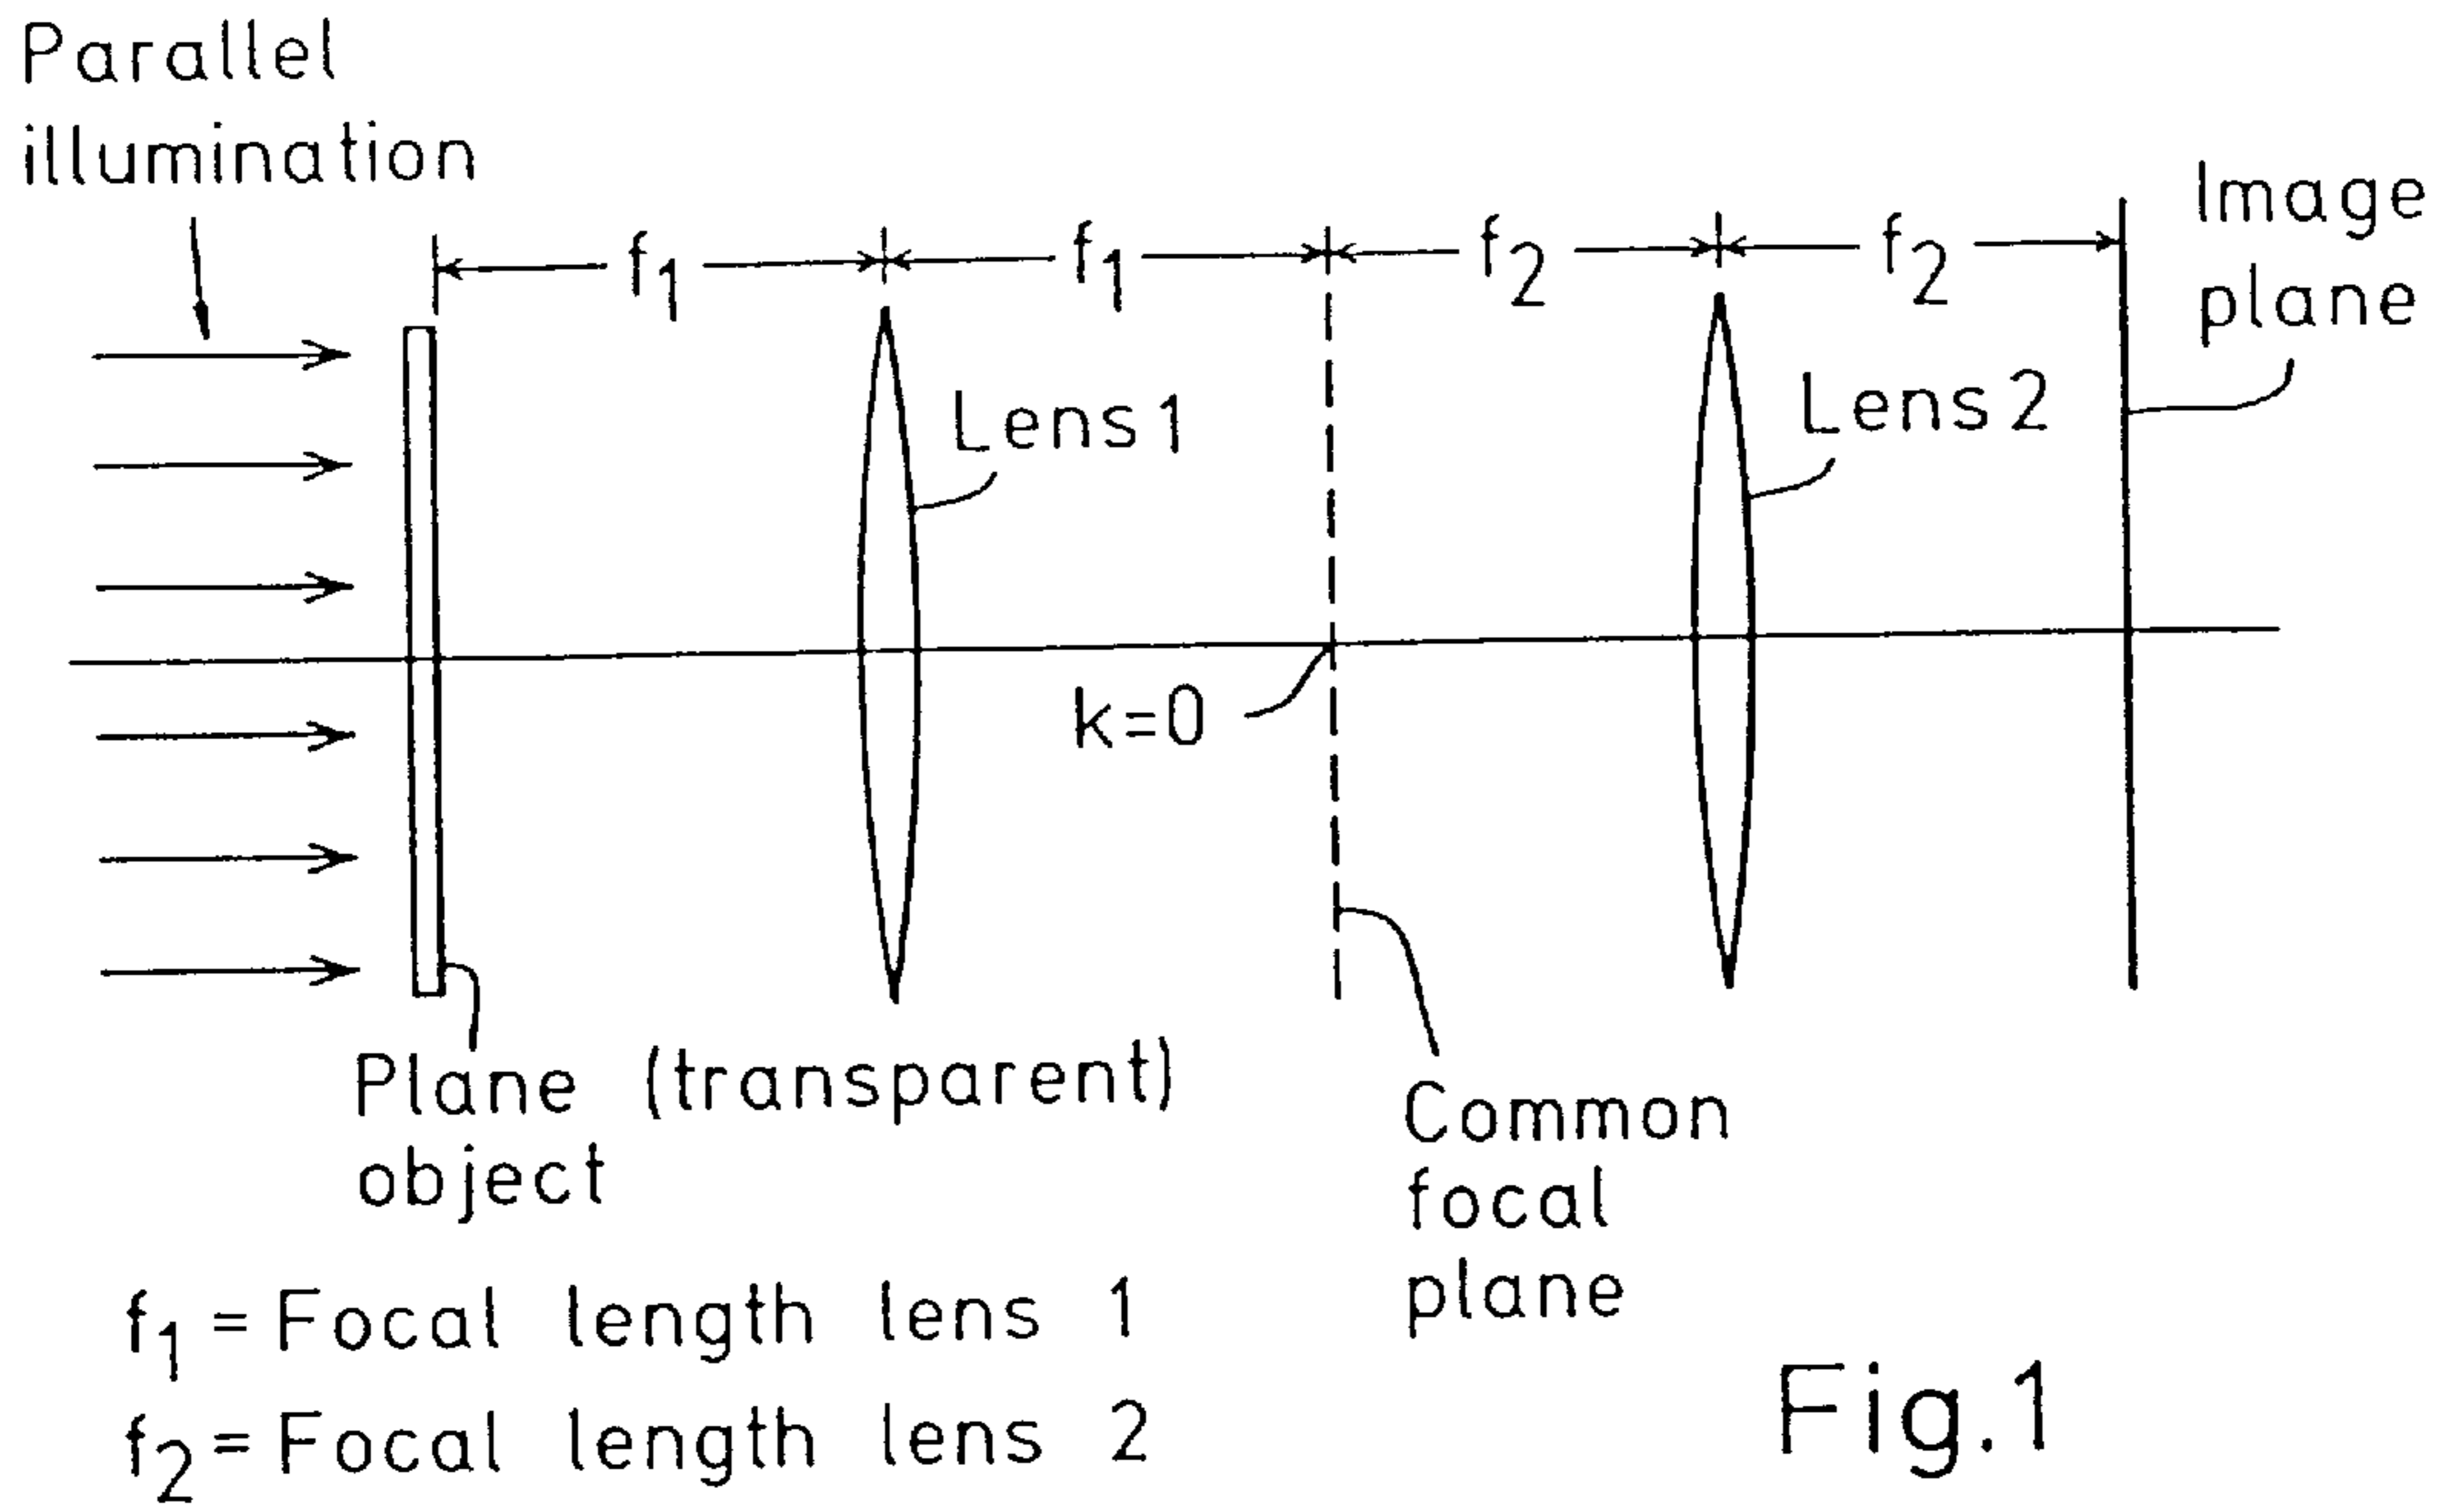 Parallel
illumination
f1
f1
f2
f2
Image
plane
Lens 1
Lens 2
k=0
Plane (transparent)
object
Common
focal
plane
f1 = Focal length lens 1
f2 = Focal length lens 2
Fig.1